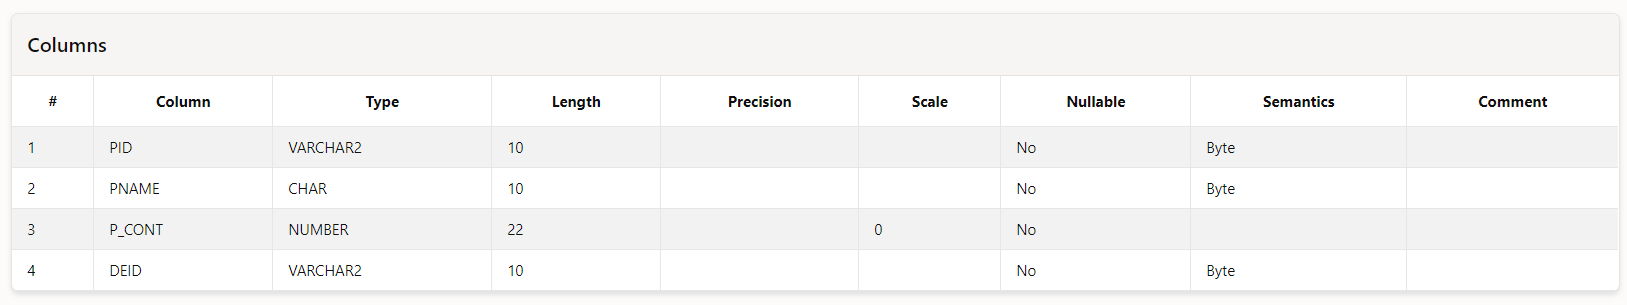 Columns
# Column Type Length Precision Scale Nullable Semantics Comment
1 PID VARCHAR2 10 No Byte
2 PNAME CHAR 10 No Byte
3 P_CONT NUMBER 22 0 No
4 DEID VARCHAR2 10 No Byte